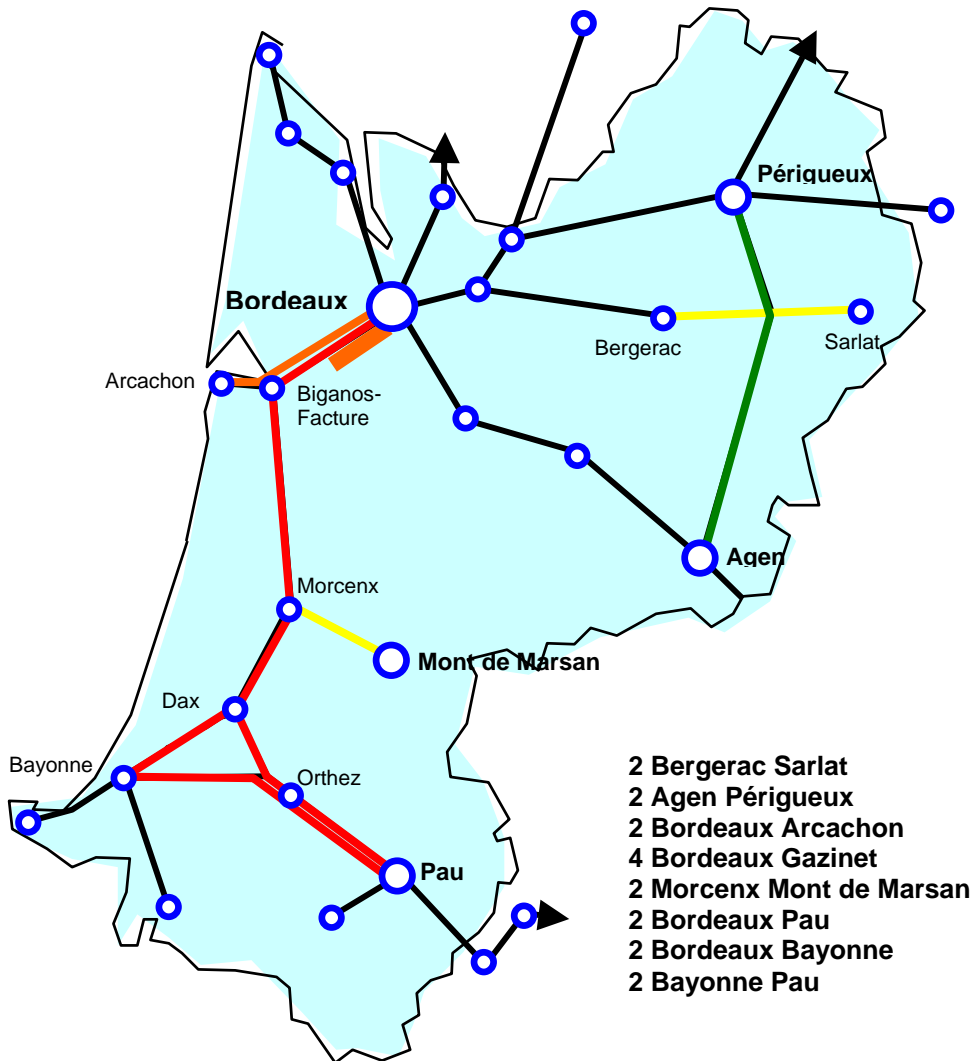 Périgueux
Bordeaux
Bergerac
Sarlat
Arcachon
Biganos-
Facture
Agen
Morcenx
Mont de Marsan
Dax
Bayonne
Orthez
Pau
2 Bergerac Sarlat
2 Agen Périgueux
2 Bordeaux Arcachon
4 Bordeaux Gazinet
2 Morcenx Mont de Marsan
2 Bordeaux Pau
2 Bordeaux Bayonne
2 Bayonne Pau